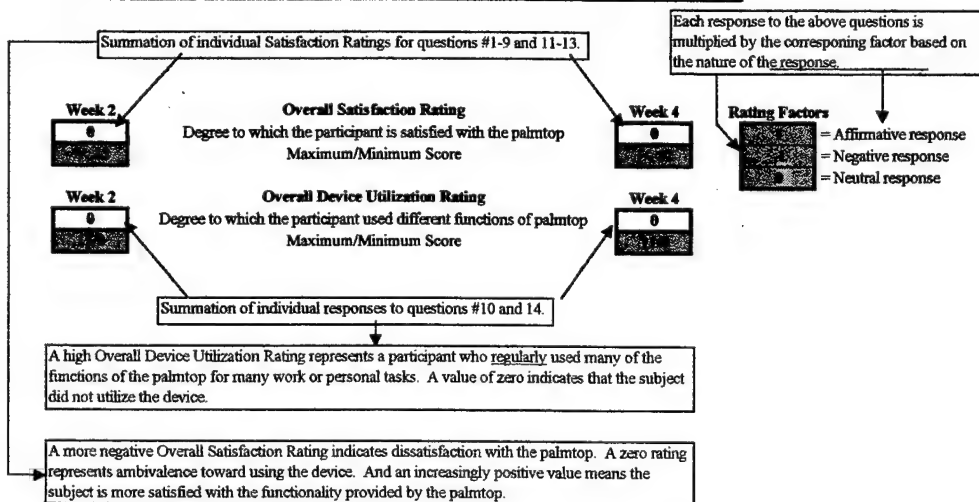 Summation of individual Satisfaction Ratings for questions #1-9 and 11-13.
Each response to the above questions is
multiplied by the corresponing factor based on
the nature of the response.
Week 2
Overall Satisfaction Rating
Week 4
Rating Factors
0
Degree to which the participant is satisfied with the palmtop
0
= Affirmative response
Maximum/Minimum Score
= Negative response
0 = Neutral response
Week 2
Overall Device Utilization Rating
Week 4
0
Degree to which the participant used different functions of palmtop
0
Maximum/Minimum Score
Summation of individual responses to questions #10 and 14.
A high Overall Device Utilization Rating represents a participant who regularly used many of the
functions of the palmtop for many work or personal tasks. A value of zero indicates that the subject
did not utilize the device.
A more negative Overall Satisfaction Rating indicates dissatisfaction with the palmtop. A zero rating
represents ambivalence toward using the device. And an increasingly positive value means the
subject is more satisfied with the functionality provided by the palmtop.